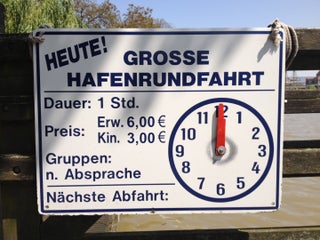 HEUTE!
GROSSE
HAFENRUNDFAHRT
Dauer: 1 Std.
Preis: Erw. 6,00 €
Kin. 3,00 €
Gruppen:
n. Absprache
Nächste Abfahrt:
12
1
2
3
4
5
6
7
8
9
10
11